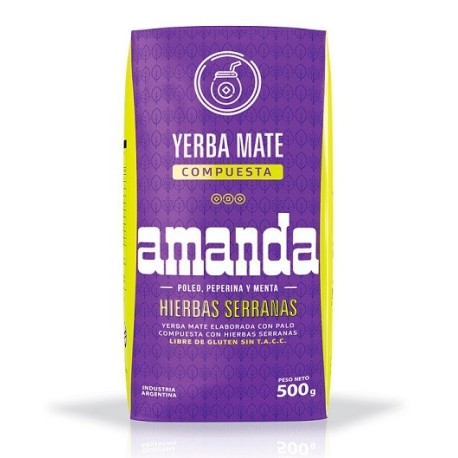 YERBA MATE
COMPUESTA
amanda
POLEO, PEPERINA Y MENTA
HIERBAS SERRANAS
YERBA MATE ELABORADA CON PALO
COMPUESTA CON HIERBAS SERRANAS
LIBRE DE GLUTEN SIN T.A.C.C.
INDUSTRIA
ARGENTINA
PESO NETO
500g